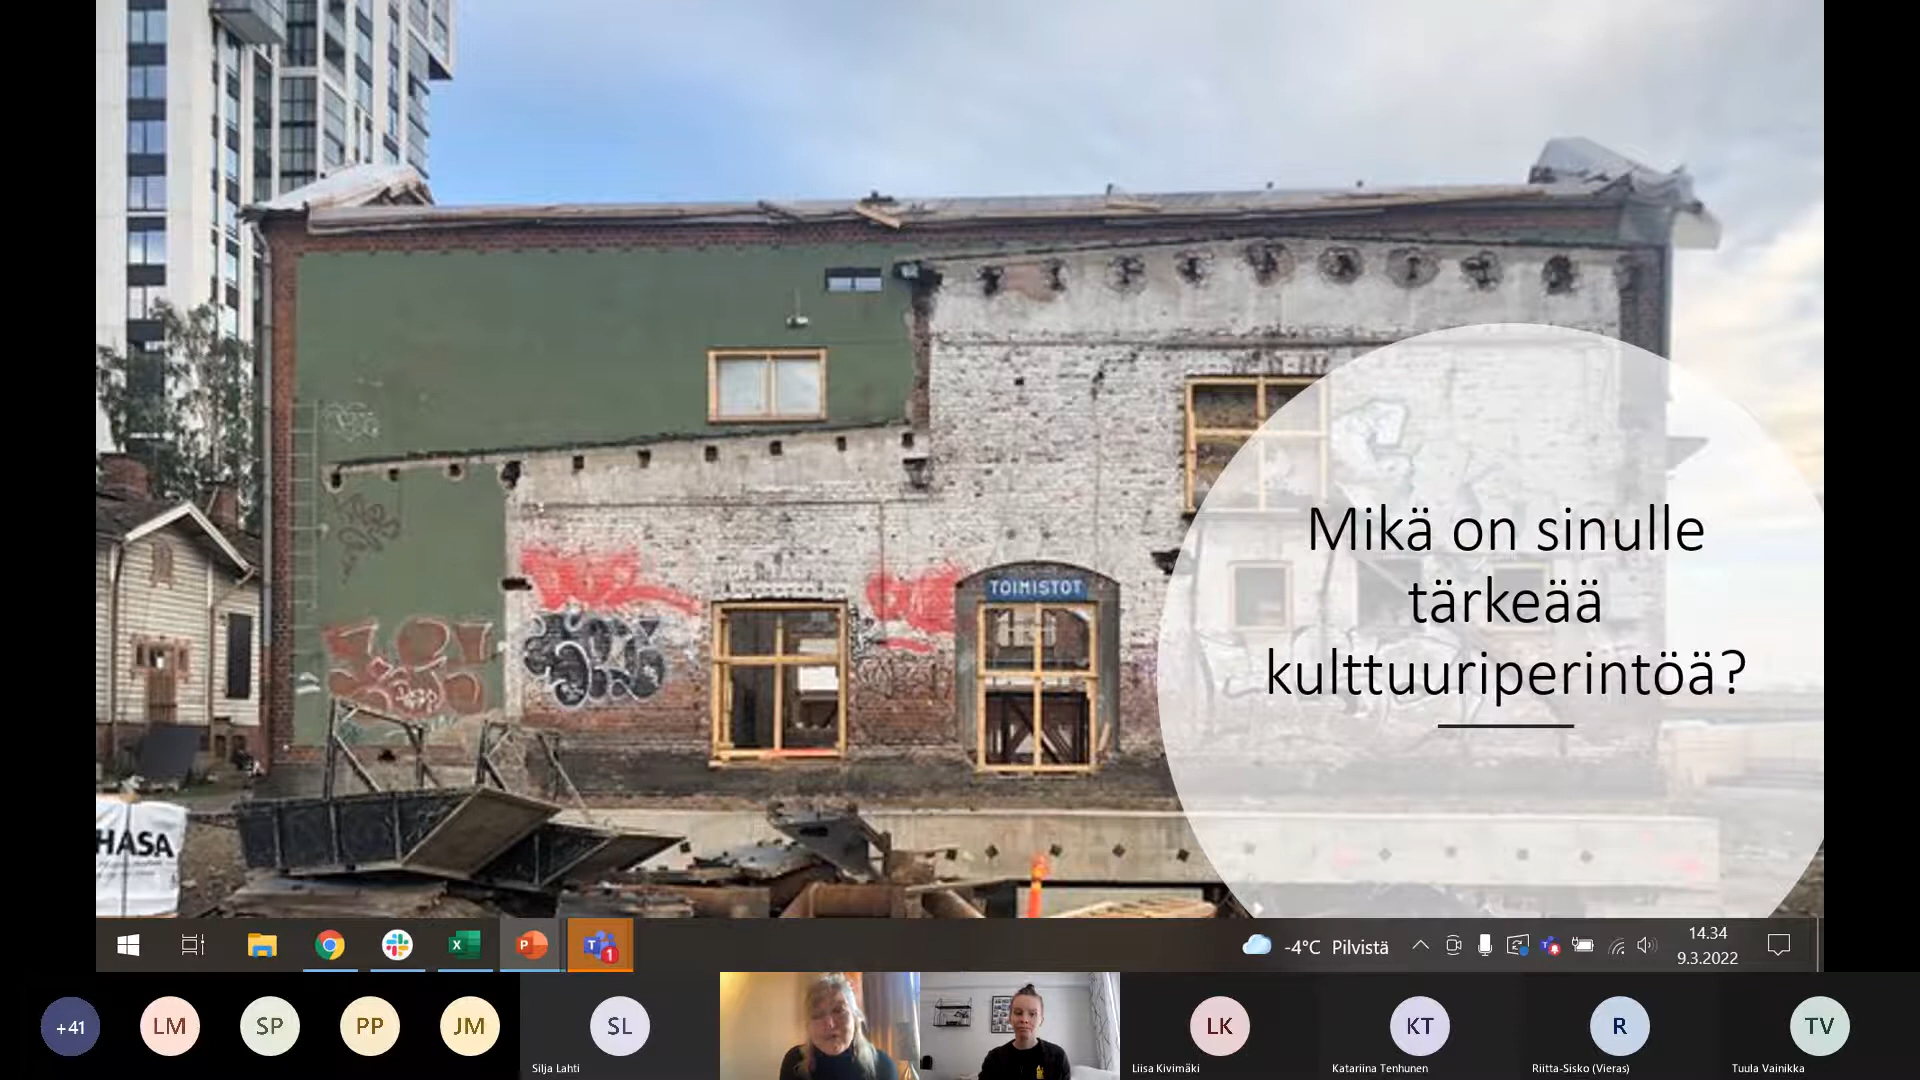 TOIMISTOT
Mikä on sinulle
tärkeää
kulttuuriperintöä?
HASA
-4°C Pilvistä
14.34
9.3.2022
1
+41
LM
SP
PP
JM
SL
Silja Lahti
LK
Liisa Kivimäki
KT
Katariina Tenhunen
R
Riitta-Sisko (Vieras)
TV
Tuula Vainikka